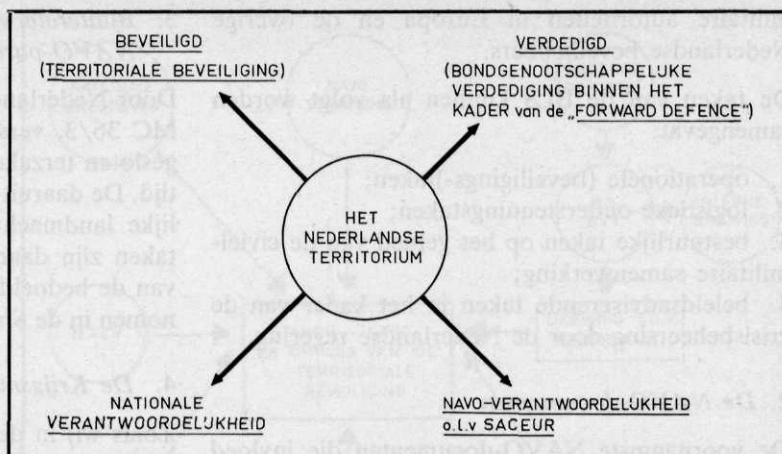 BEVEILIGD
(TERRITORIALE BEVEILIGING)
VERDEDIGD
(BONDGENOOTSCHAPPELIJKE
VERDEDIGING BINNEN HET
KADER van de „FORWARD DEFENCE")
HET
NEDERLANDSE
TERRITORIUM
NATIONALE
VERANTWOORDELIJKHEID
NAVO-VERANTWOORDELIJKHEID
o.l.v SACEUR